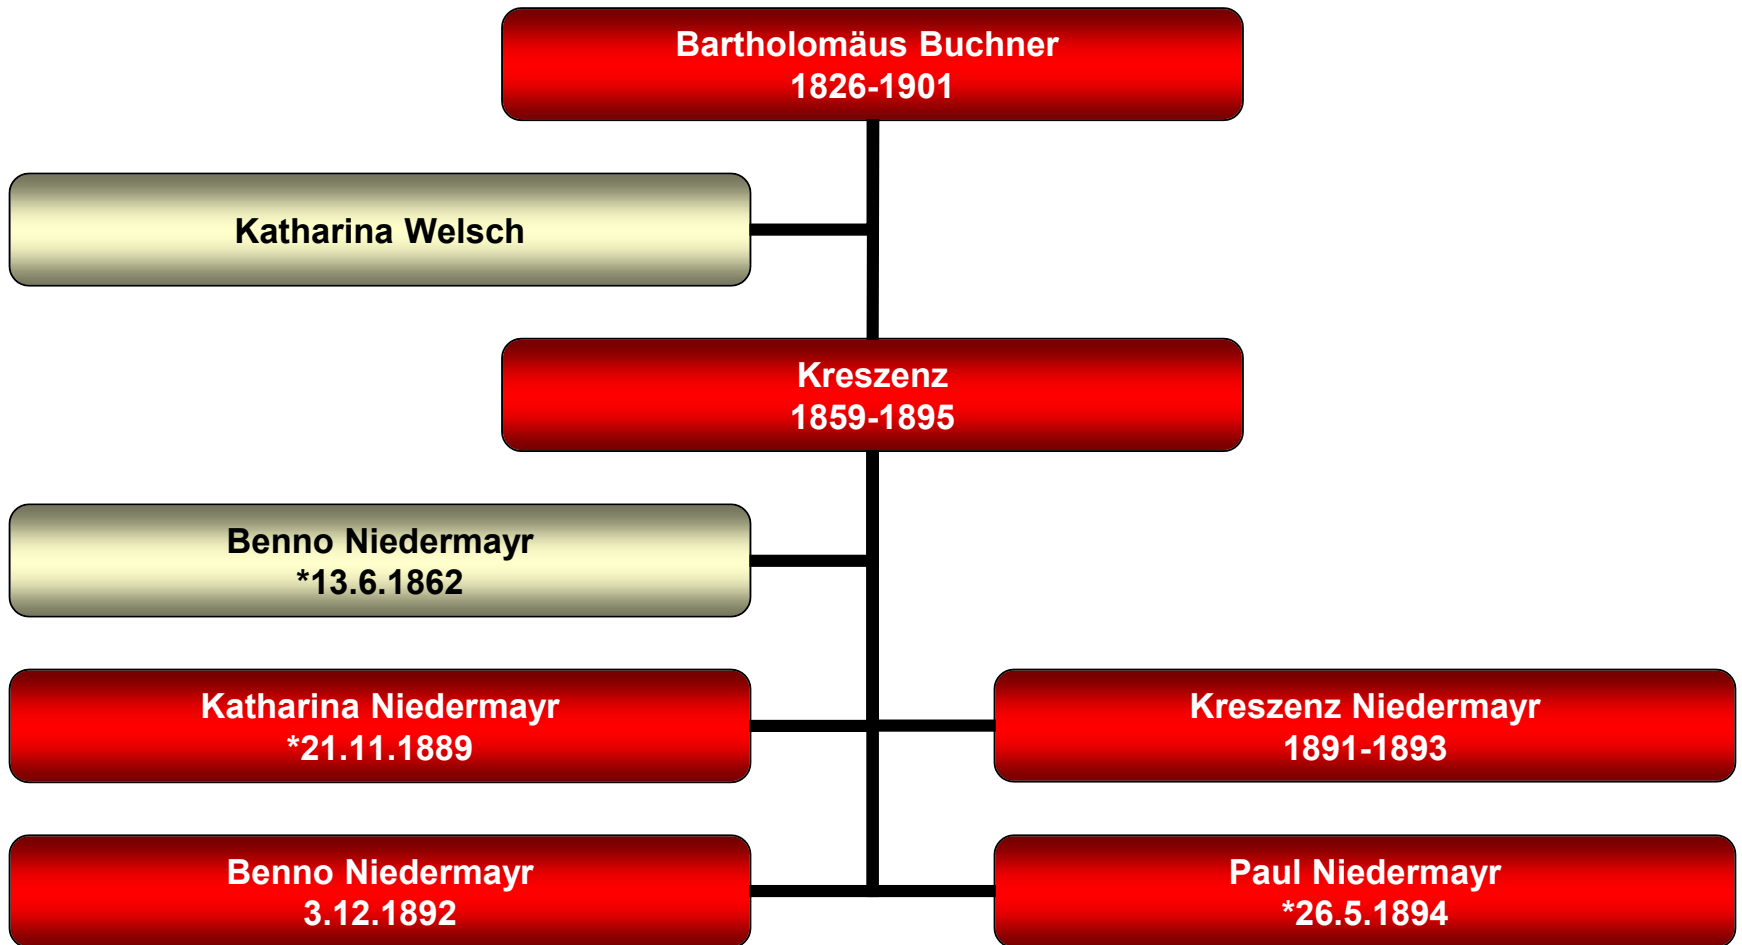 Bartholomäus Buchner
1826-1901
Katharina Welsch
Kreszenz
1859-1895
Benno Niedermayr
*13.6.1862
Katharina Niedermayr
*21.11.1889
Kreszenz Niedermayr
1891-1893
Benno Niedermayr
3.12.1892
Paul Niedermayr
*26.5.1894